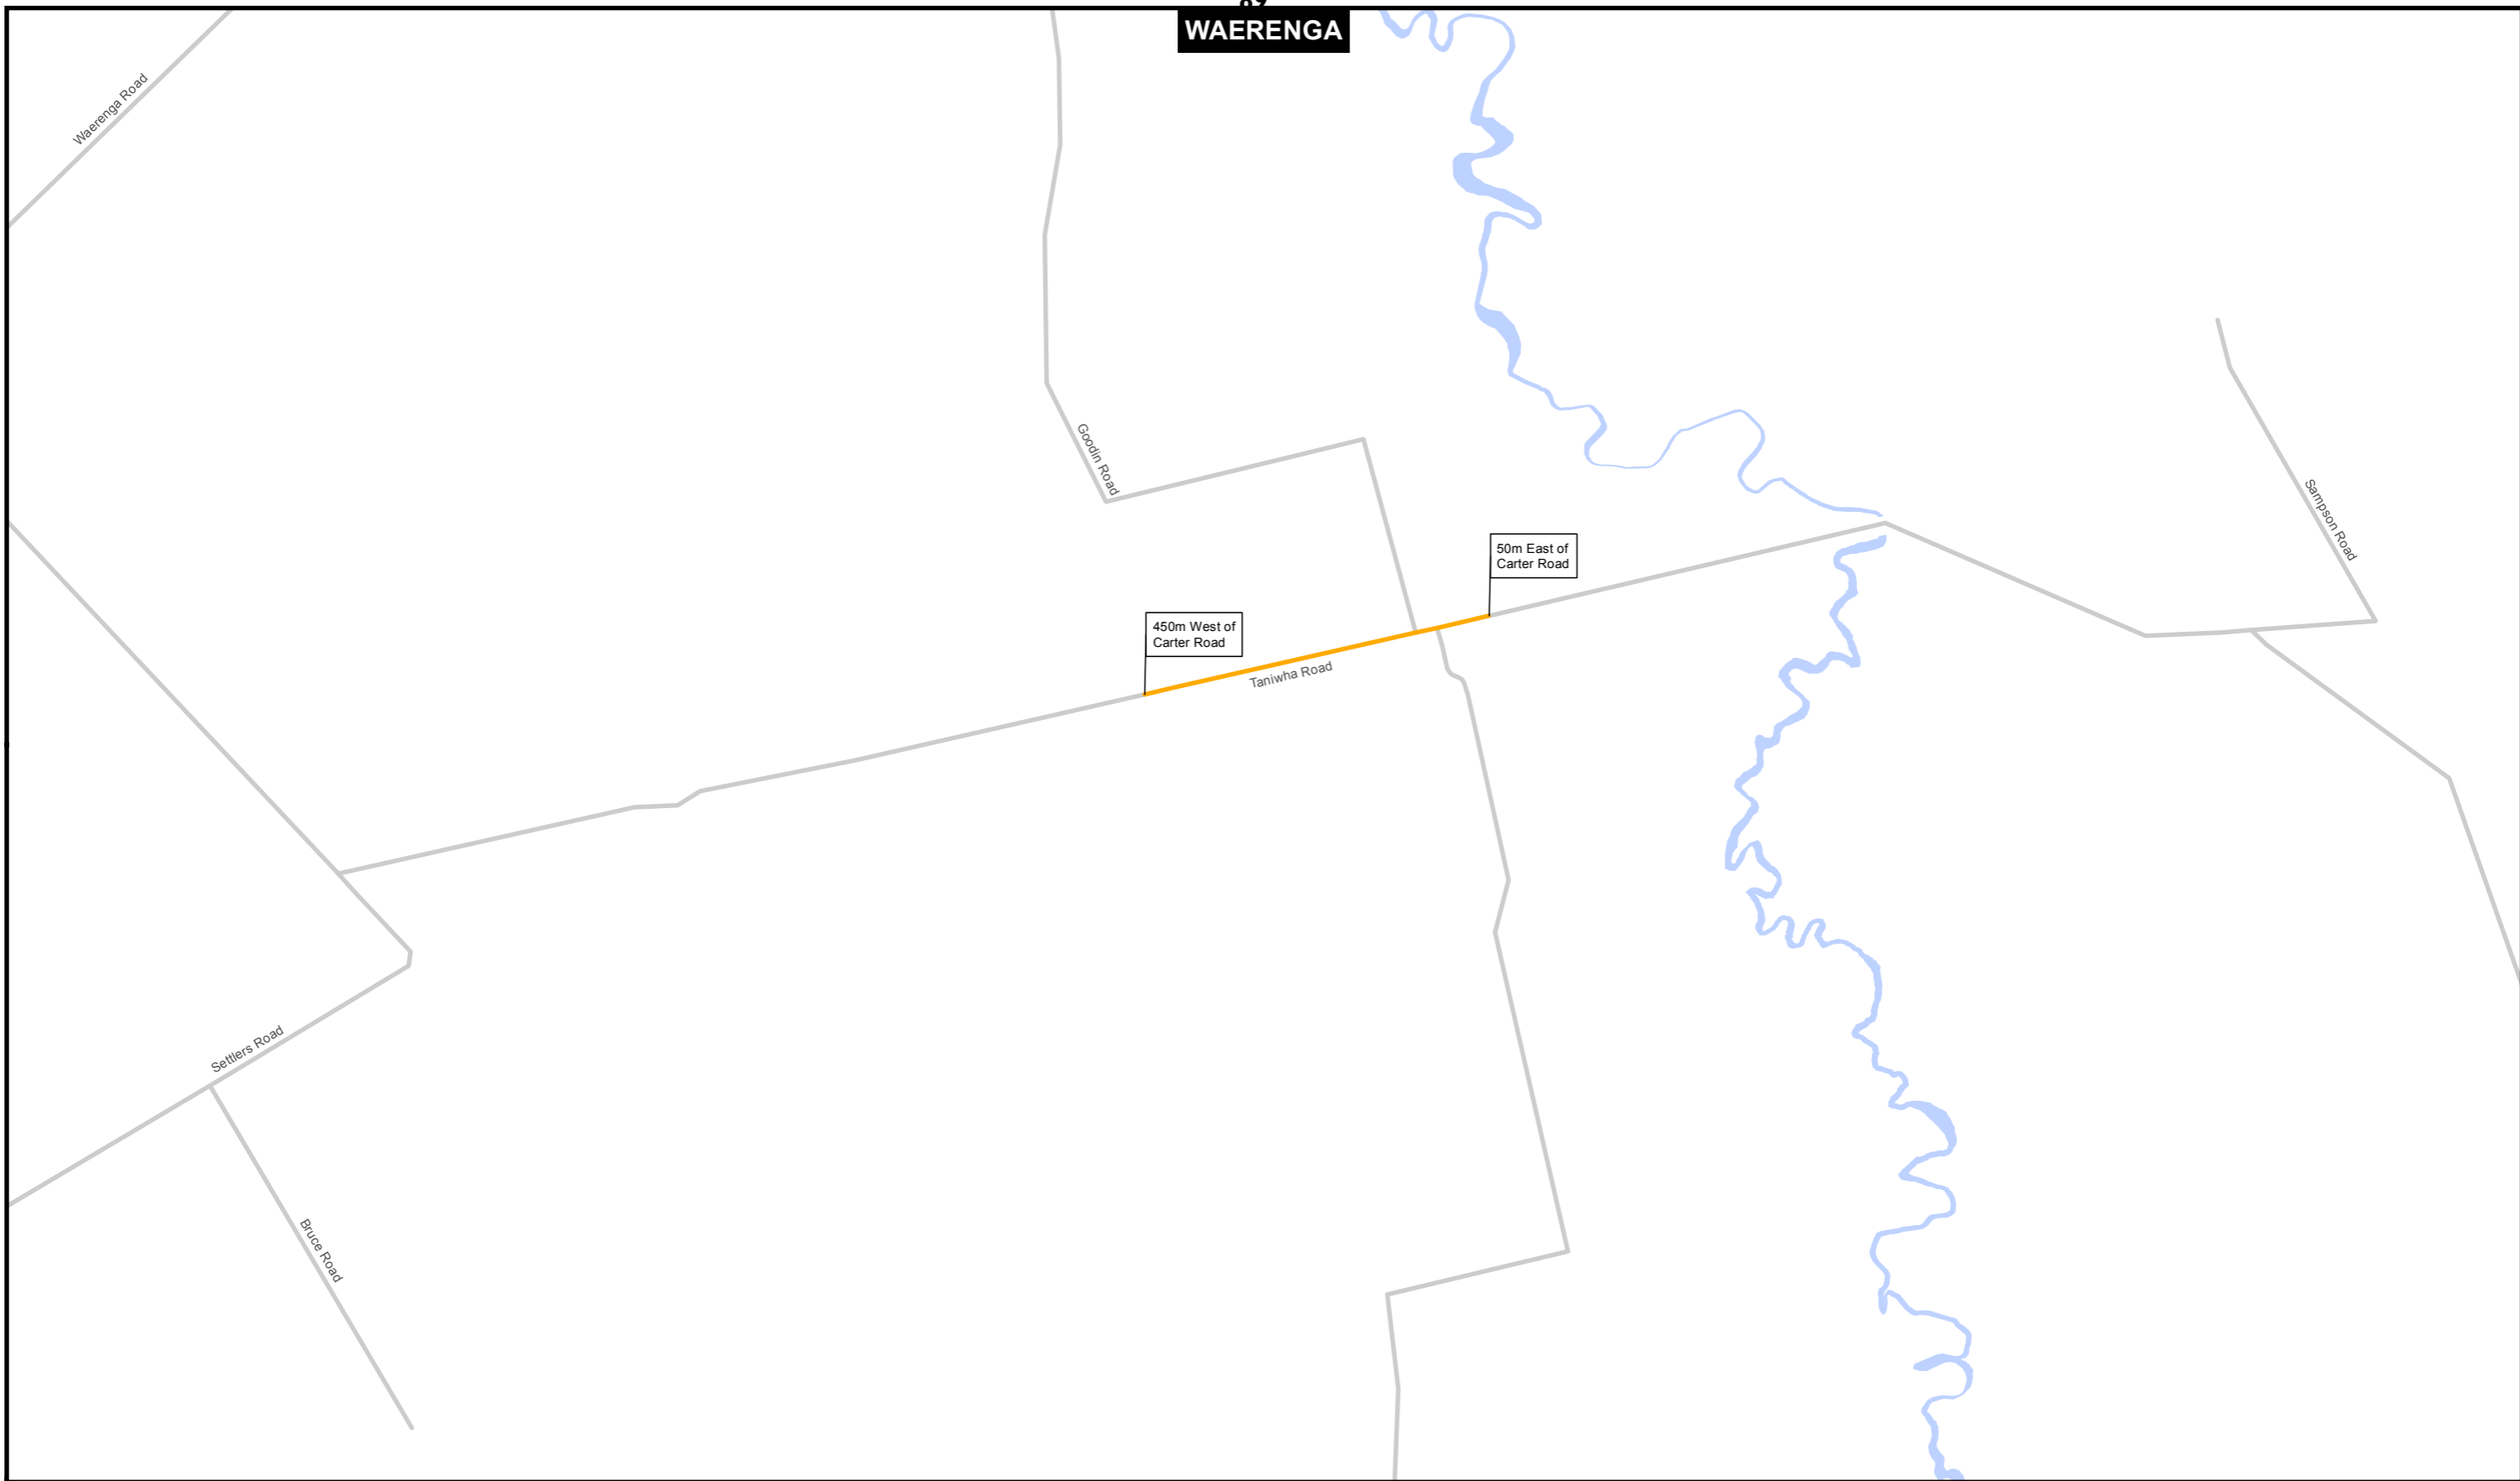 WAERENGA
Waerenga Road
Goodin Road
Sampson Road
50m East of
Carter Road
450m West of
Carter Road
Taniwha Road
Settlers Road
Bruce Road